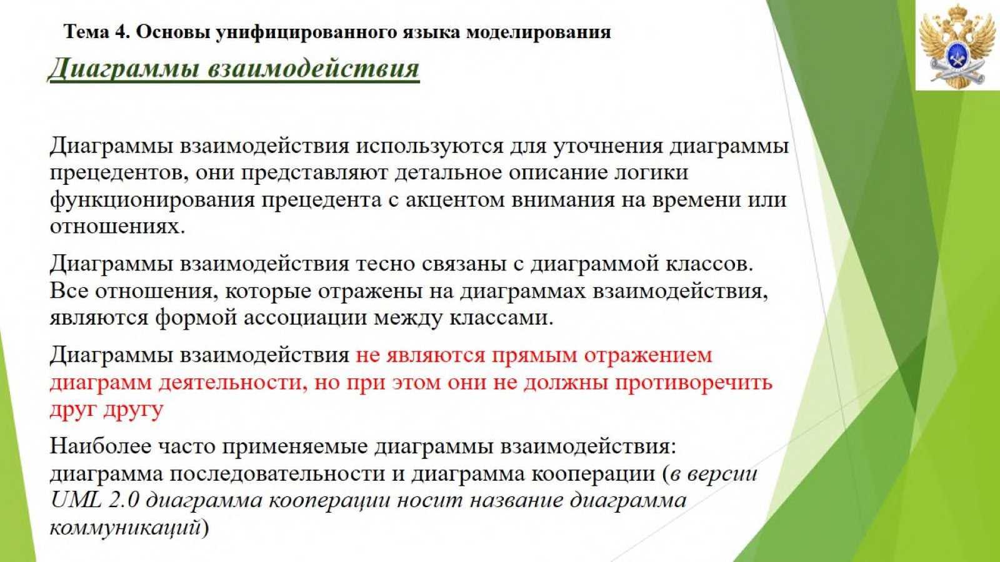 Тема 4. Основы унифицированного языка моделирования
Диаграммы взаимодействия
Диаграммы взаимодействия используются для уточнения диаграммы
прецедентов, они представляют детальное описание логики
функционирования прецедента с акцентом внимания на времени или
отношениях.
Диаграммы взаимодействия тесно связаны с диаграммой классов.
Все отношения, которые отражены на диаграммах взаимодействия,
являются формой ассоциации между классами.
Диаграммы взаимодействия не являются прямым отражением
диаграмм деятельности, но при этом они не должны противоречить
друг другу
Наиболее часто применяемые диаграммы взаимодействия:
диаграмма последовательности и диаграмма кооперации (в версии
UML 2.0 диаграмма кооперации носит название диаграмма
коммуникаций)